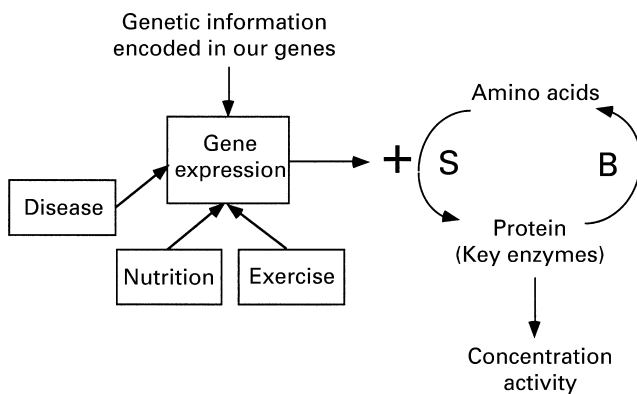 Genetic information
encoded in our genes
Gene
expression
Disease
Nutrition
Exercise
+
S
B
Amino acids
Protein
(Key enzymes)
Concentration
activity